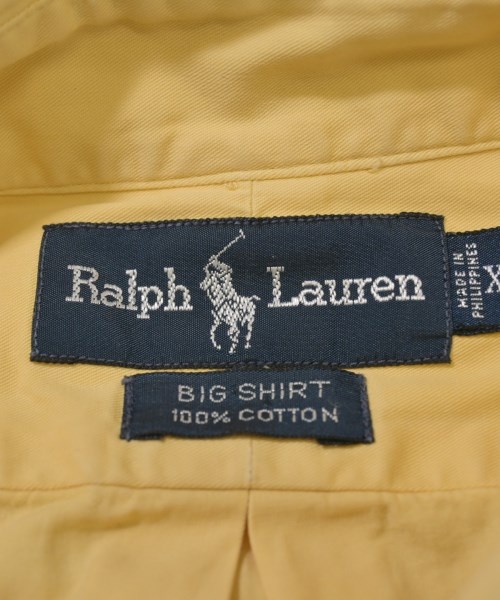 Ralph Lauren
MADE IN
PHILIPPINES
BIG SHIRT
100% COTTON